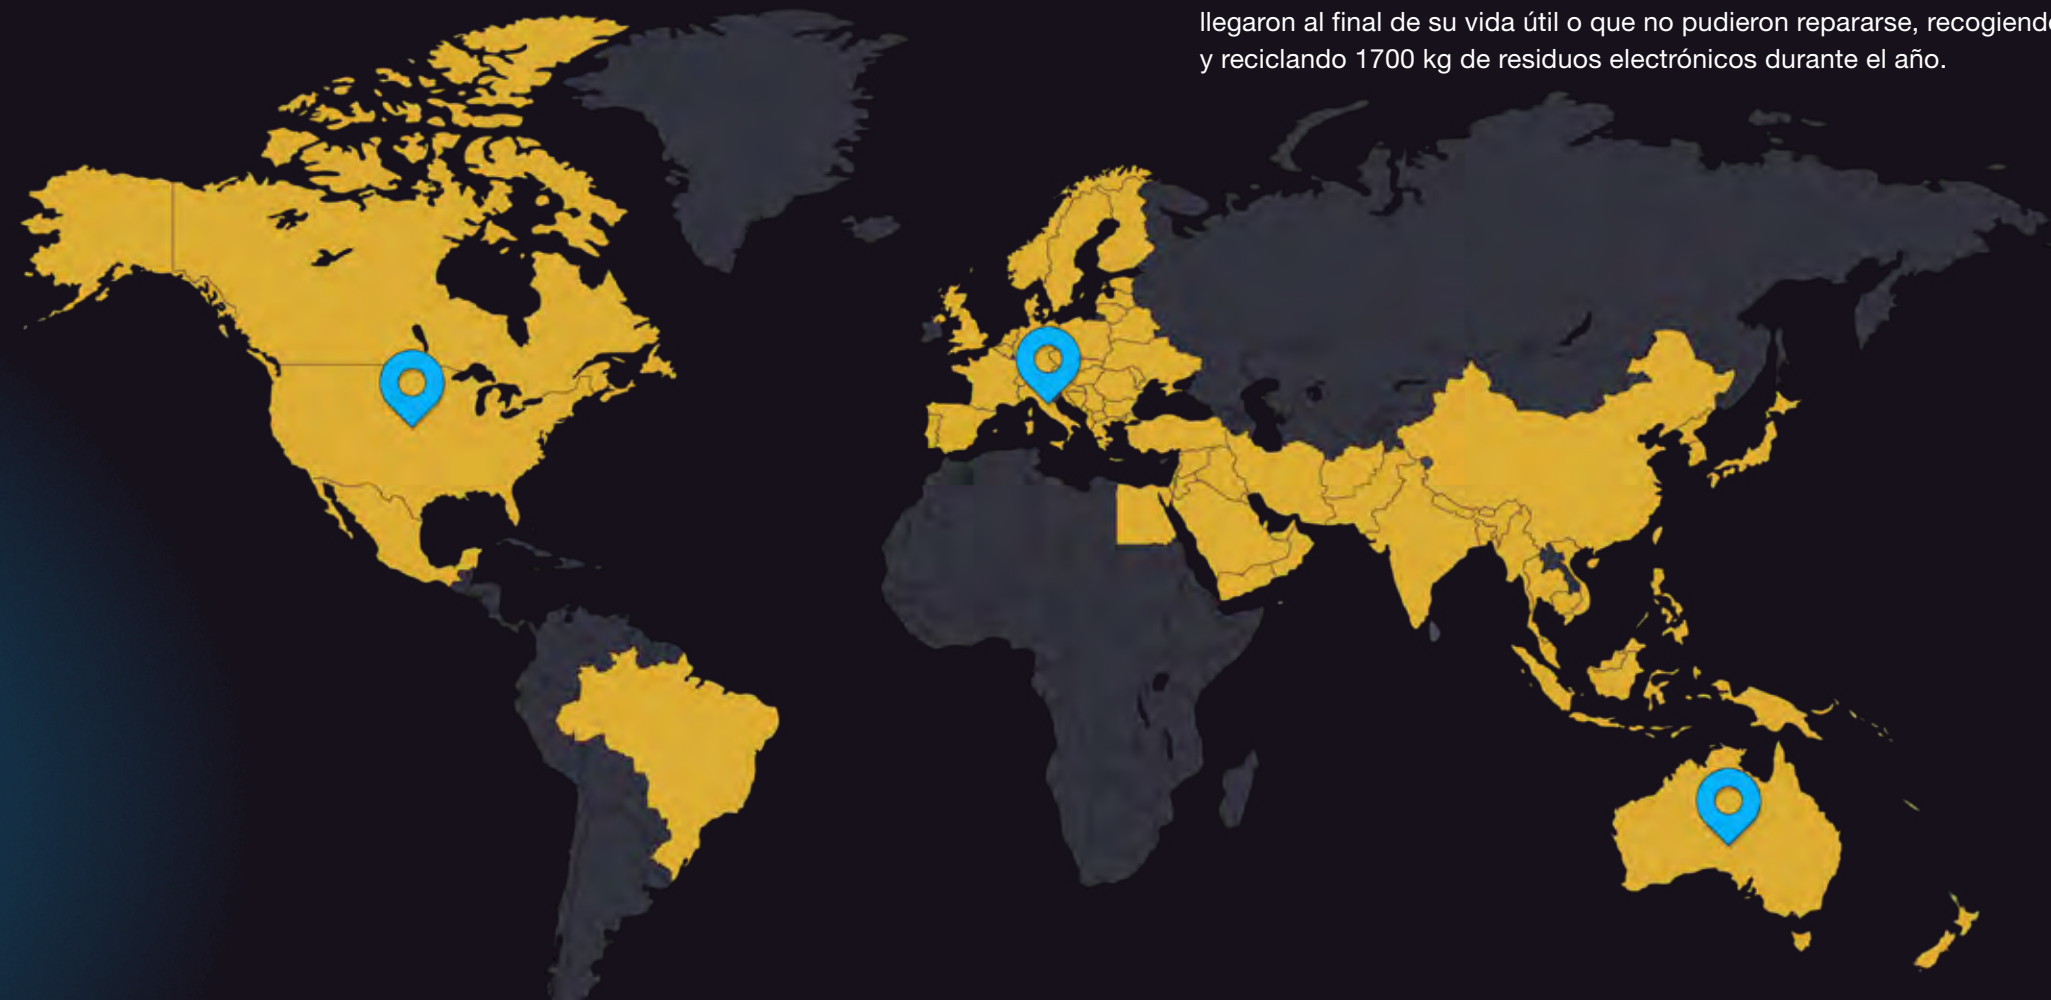 llegaron al final de su vida útil o que no pudieron repararse, recogiendo
y reciclando 1700 kg de residuos electrónicos durante el año.